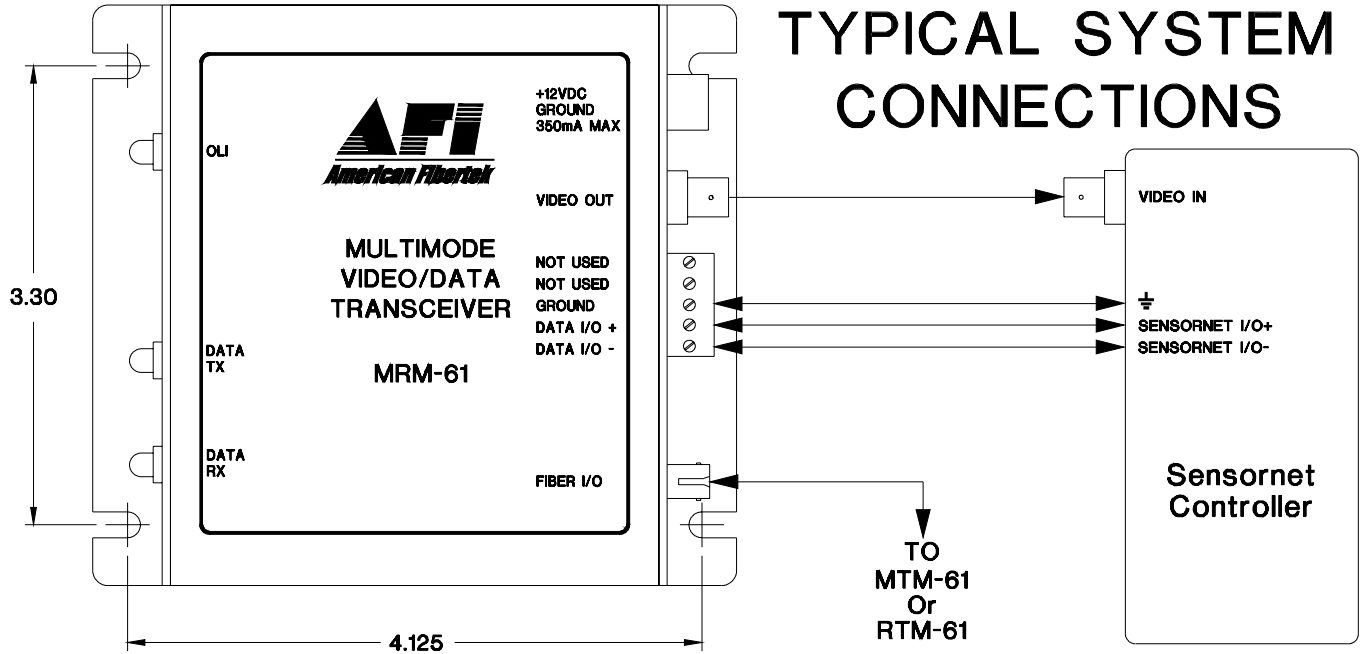 TYPICAL SYSTEM
CONNECTIONS
+12VDC
GROUND
350mA MAX
OLI
AFI
American Fibertek
VIDEO OUT
VIDEO IN
MULTIMODE
VIDEO/DATA
TRANSCEIVER
MRM-61
NOT USED
NOT USED
GROUND
DATA I/O +
DATA I/O -
SENSORNET I/O+
SENSORNET I/O-
3.30
DATA
TX
DATA
RX
FIBER I/O
Sensornet
Controller
TO
MTM-61
Or
RTM-61
4.125